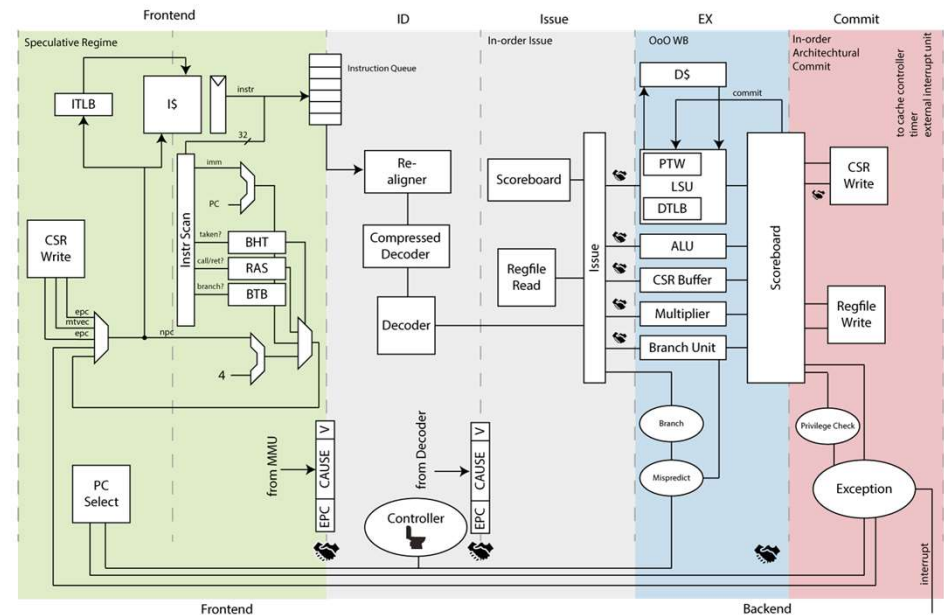 Frontend
ID
Issue
EX
Commit
Speculative Regime
In-order Issue
OoO WB
In-order
Architechtural
Commit
to cache controller
timer
external interrupt unit
Instruction Queue
ITLB
I$
instr
32
D$
commit
PTW
LSU
DTLB
CSR
Write
Instr Scan
imm
PC
taken?
BHT
call/ret?
RAS
branch?
BTB
CSR
Write
epc
mtvec
epc
npc
4
Re-
aligner
Compressed
Decoder
Decoder
Scoreboard
Regfile
Read
Issue
ALU
CSR Buffer
Multiplier
Branch Unit
Scoreboard
Regfile
Write
Branch
Mispredict
Privilege Check
Exception
PC
Select
from MMU
EPC
CAUSE
V
from Decoder
EPC
CAUSE
V
Controller
interrupt
Frontend
Backend